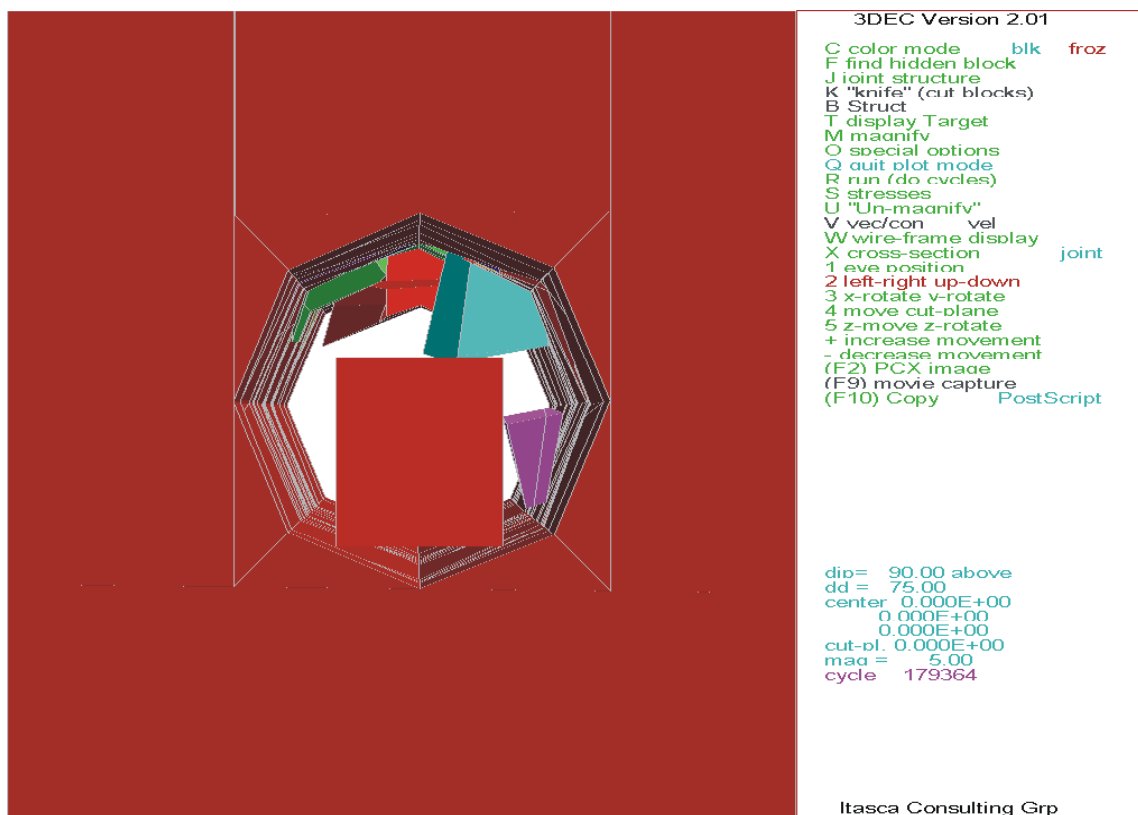 3DEC Version 2.01
C color mode blk froz
F find hidden block
J joint structure
K "knife" (cut blocks)
B Struct
T display Target
M magnify
O special options
Q quit plot mode
R run (do cycles)
S stresses
U "Un-magnify"
V vec/con vel
W wire-frame display
X cross-section joint
1 eye position
2 left-right up-down
3 x-rotate y-rotate
4 move cut-plane
5 z-move z-rotate
+ increase movement
- decrease movement
(F2) PCX image
(F9) movie capture
(F10) Copy PostScript
dip= 90.00 above
dd = 75.00
center 0.000E+00
0.000E+00
0.000E+00
cut-pl. 0.000E+00
mag = 5.00
cycle 179364
Itasca Consulting Grp